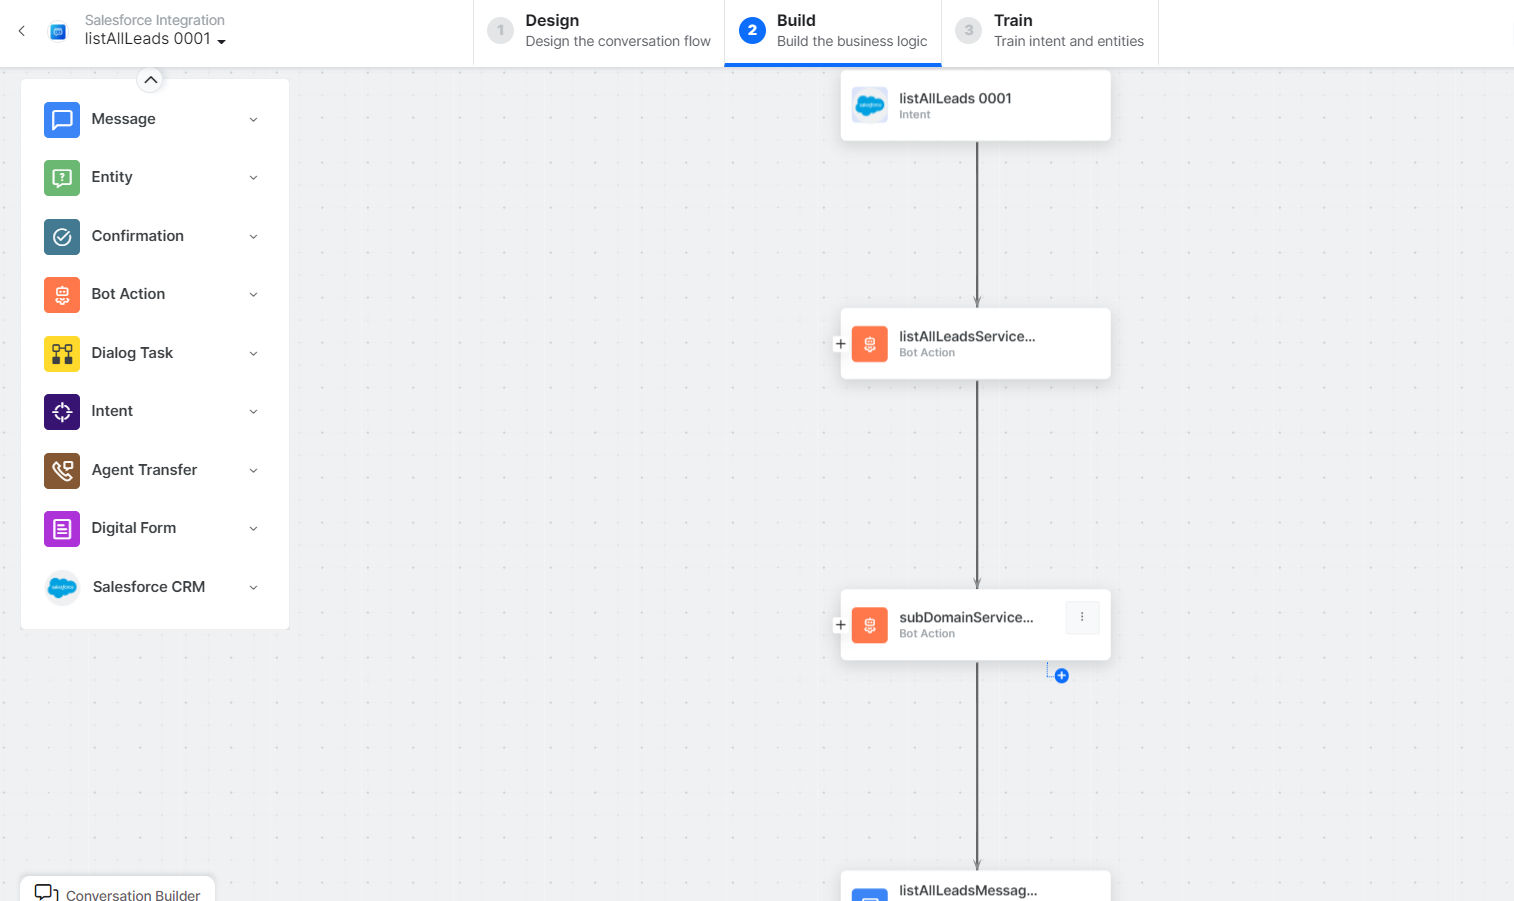 Salesforce Integration
listAllLeads 0001
1
Design
Design the conversation flow
2
Build
Build the business logic
3
Train
Train intent and entities
Message
Entity
Confirmation
Bot Action
Dialog Task
Intent
Agent Transfer
Digital Form
salesforce
Salesforce CRM
salesforce
listAllLeads 0001
Intent
listAllLeadsService...
Bot Action
subDomainService...
Bot Action
listAllLeadsMessag...
Conversation Builder